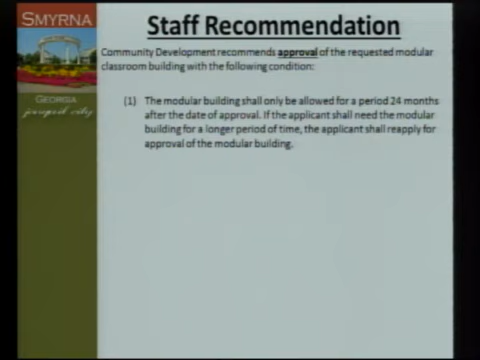 SMYRNA
GEORGIA
jonquil city
Staff Recommendation
Community Development recommends approval of the requested modular
classroom building with the following condition:
(1) The modular building shall only be allowed for a period 24 months
after the date of approval. If the applicant shall need the modular
building for a longer period of time, the applicant shall reapply for
approval of the modular building.